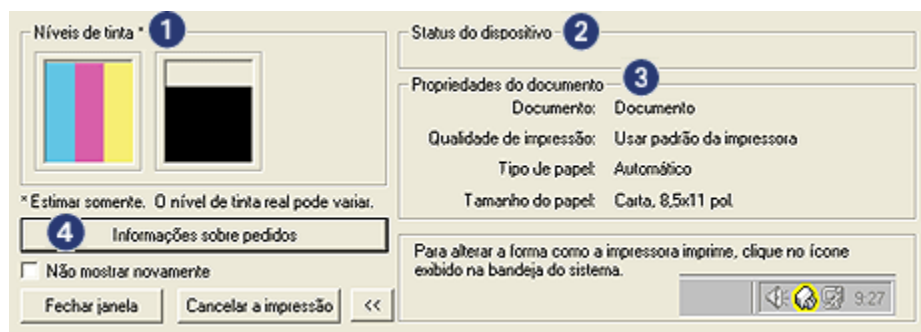 Níveis de tinta * 1
* Estimar somente. O nível de tinta real pode variar.
4 Informações sobre pedidos
Não mostrar novamente
Fechar janela
Cancelar a impressão
<<
Status do dispositivo 2
Propriedades do documento 3
Documento: Documento
Qualidade de impressão: Usar padrão da impressora
Tipo de papel: Automático
Tamanho do papel: Carta, 8,5x11 pol.
Para alterar a forma como a impressora imprime, clique no ícone
exibido na bandeja do sistema.
9:27